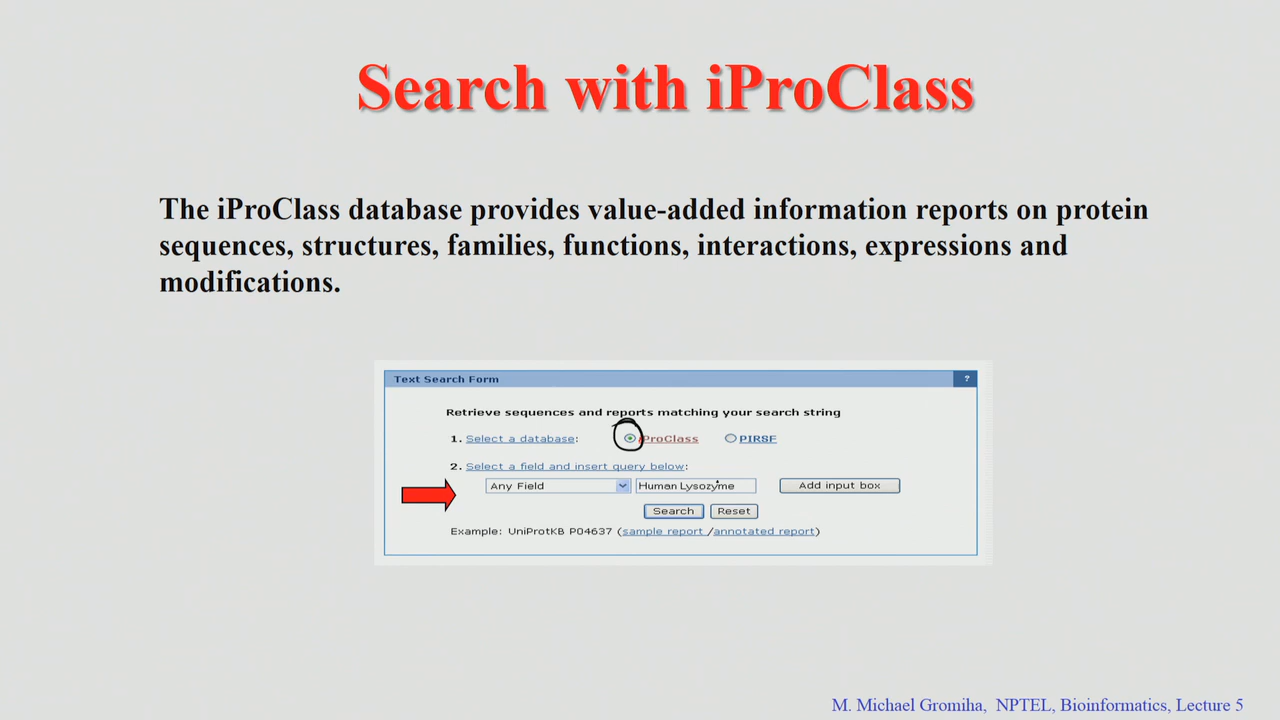 Search with iProClass
The iProClass database provides value-added information reports on protein
sequences, structures, families, functions, interactions, expressions and
modifications.
Text Search Form ?
Retrieve sequences and reports matching your search string
1. Select a database: iProClass PIRSF
2. Select a field and insert query below:
Any Field Human Lysozyme Add input box
Search Reset
Example: UniProtKB P04637 (sample report /annotated report)
M. Michael Gromiha, NPTEL, Bioinformatics, Lecture 5